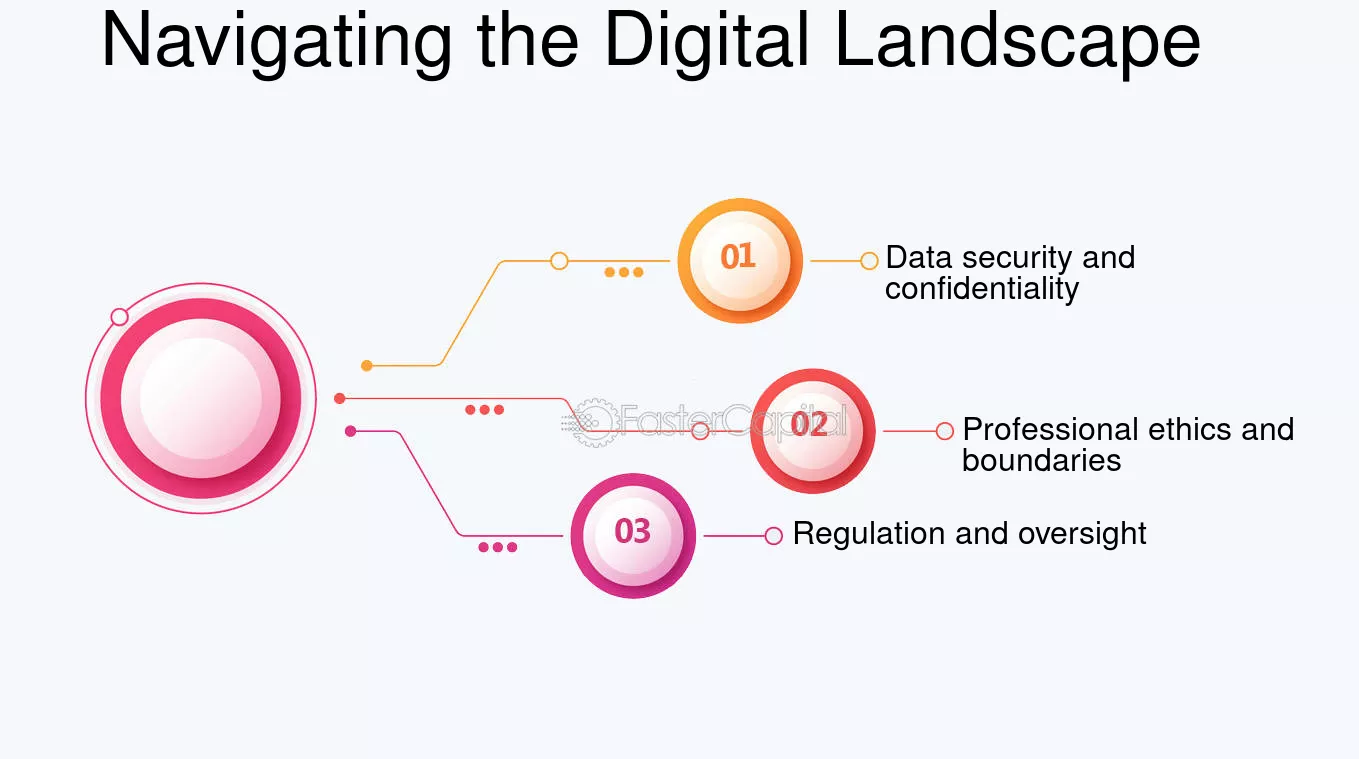 Navigating the Digital Landscape
01
Data security and
confidentiality
FasterCapital
02
Professional ethics and
boundaries
03
Regulation and oversight